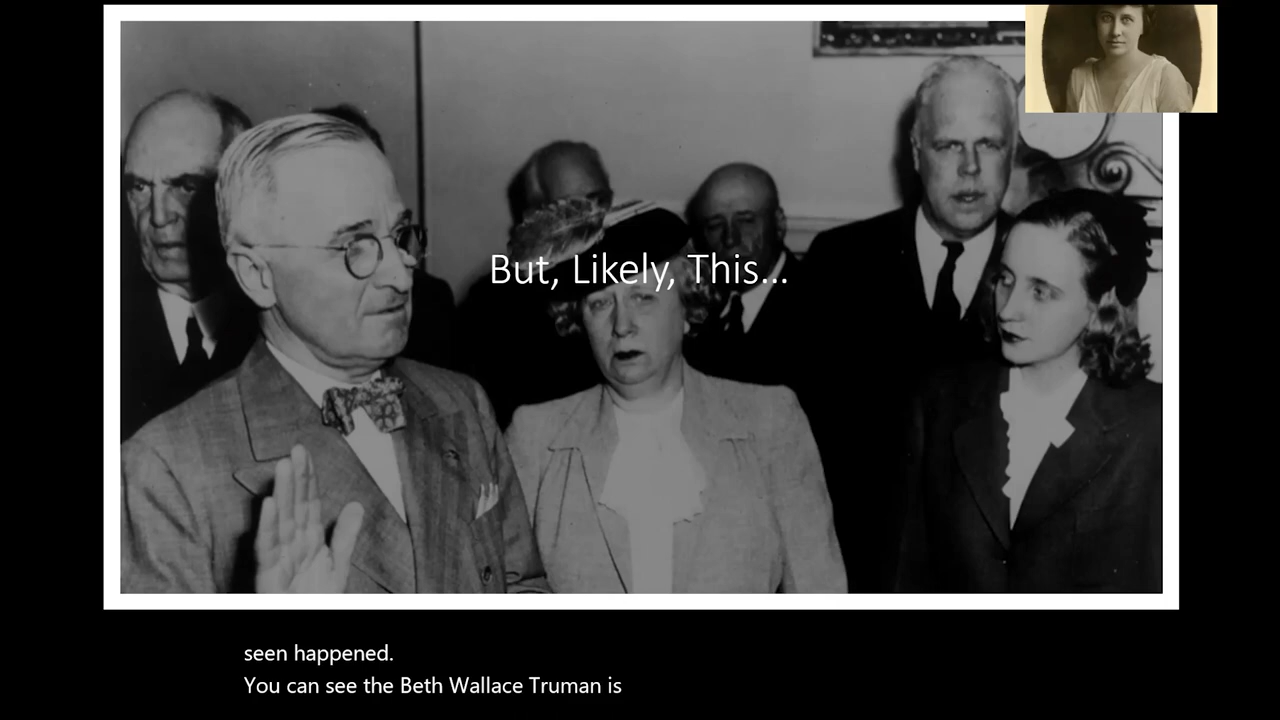 But, Likely, This...
seen happened.
You can see the Beth Wallace Truman is